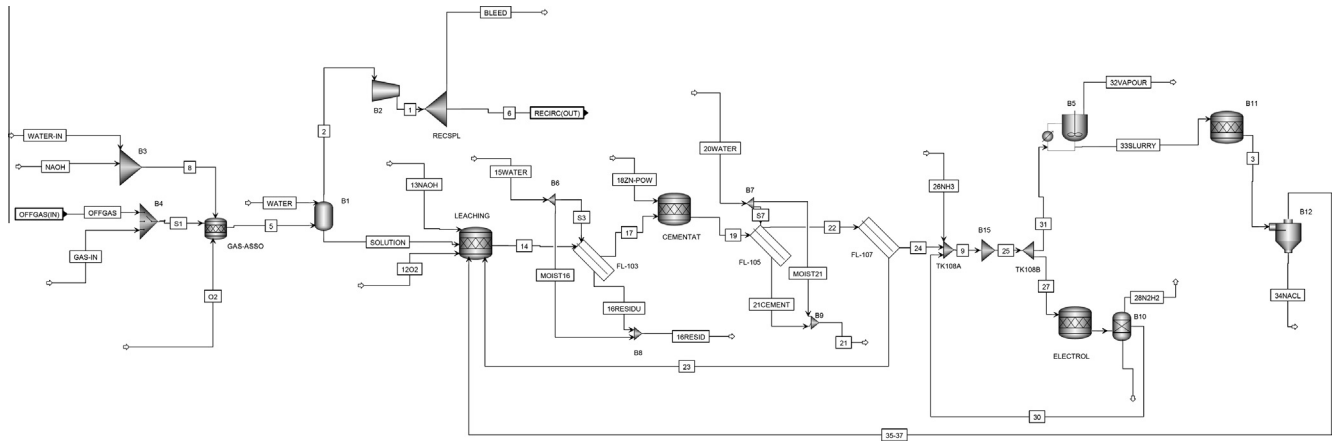 BLEED
32VAPOUR
B5
B11
B2
1
RECSPL
6
RECIRC(OUT)
2
WATER-IN
B3
NAOH
8
20WATER
33SLURRY
3
15WATER
18ZN-POW
13NAOH
26NH3
B6
B7
OFFGAS(IN)
OFFGAS
B4
WATER
B1
B12
S1
S3
S7
LEACHING
GAS-ASSO
5
CEMENTAT
22
31
SOLUTION
14
17
19
24
9
B15
25
GAS-IN
FL-103
FL-105
FL-107
TK108A
TK108B
12O2
MOIST16
MOIST21
27
28N2H2
34NACL
O2
16RESIDU
21CEMENT
B9
B10
16RESID
21
B8
ELECTROL
23
30
35-37